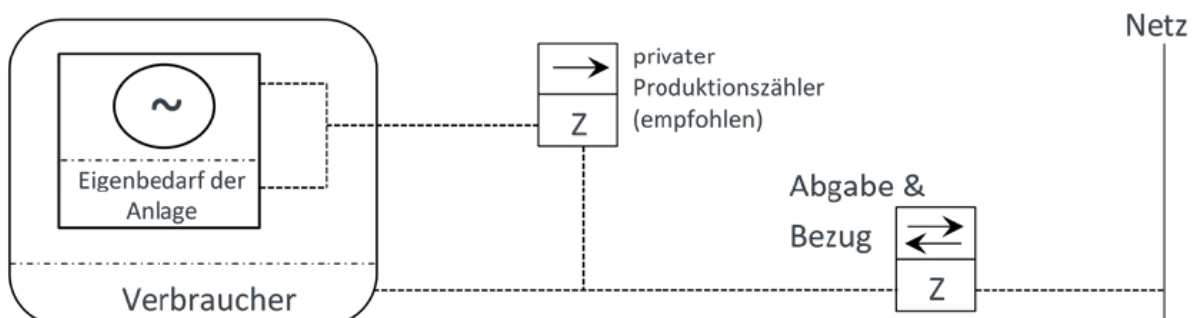 Netz
privater
Produktionszähler
(empfohlen)
Z
~
Eigenbedarf der
Anlage
Abgabe &
Bezug
Z
Verbraucher